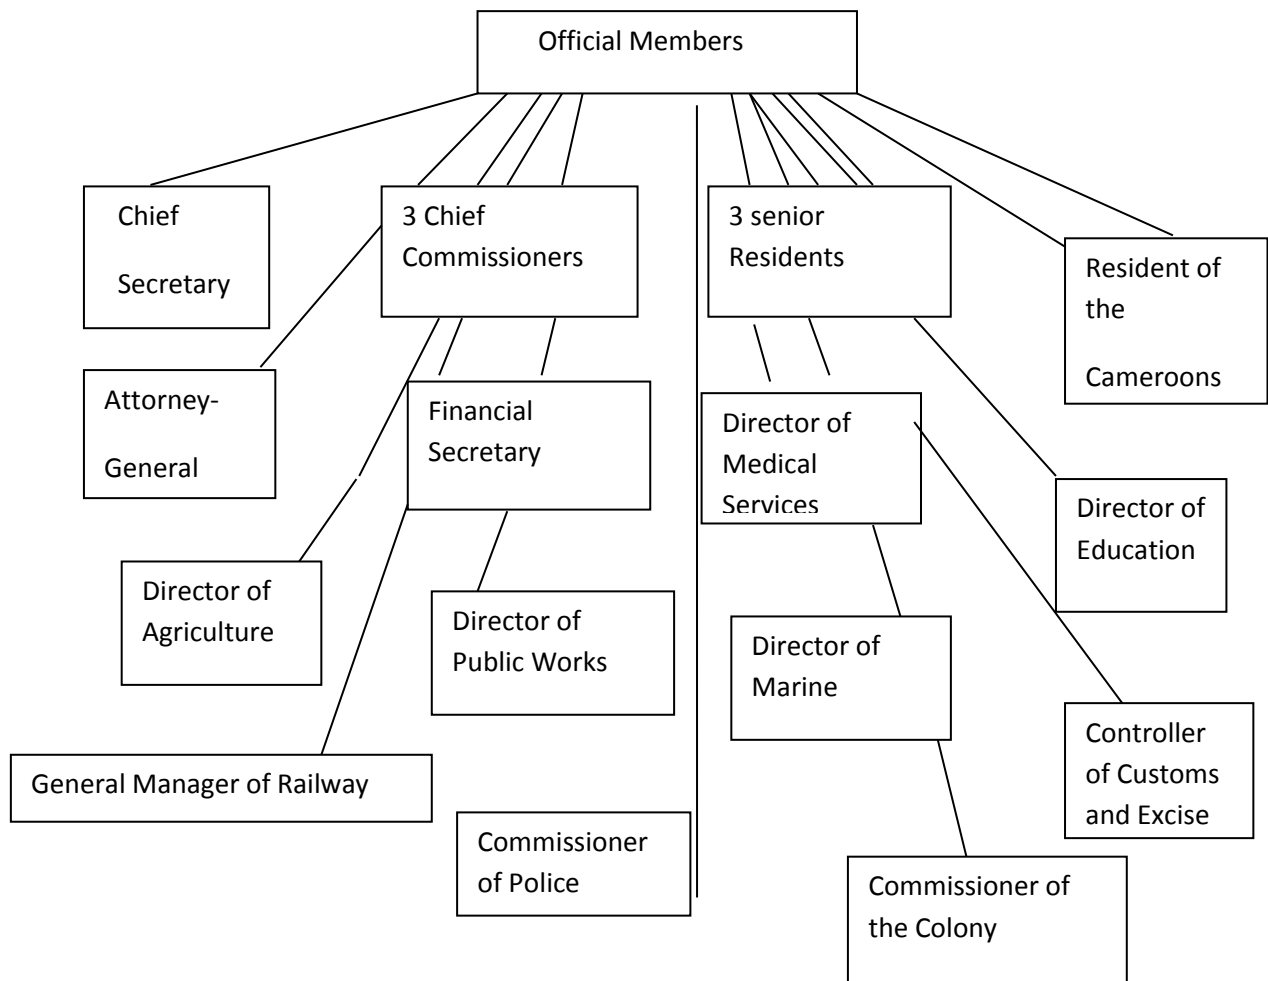 Official Members
Chief
Secretary
3 Chief
Commissioners
3 senior
Residents
Resident of
the
Cameroons
Attorney-
General
Financial
Secretary
Director of
Medical
Services
Director of
Education
Director of
Agriculture
Director of
Public Works
Director of
Marine
Controller
of Customs
and Excise
General Manager of Railway
Commissioner
of Police
Commissioner of
the Colony